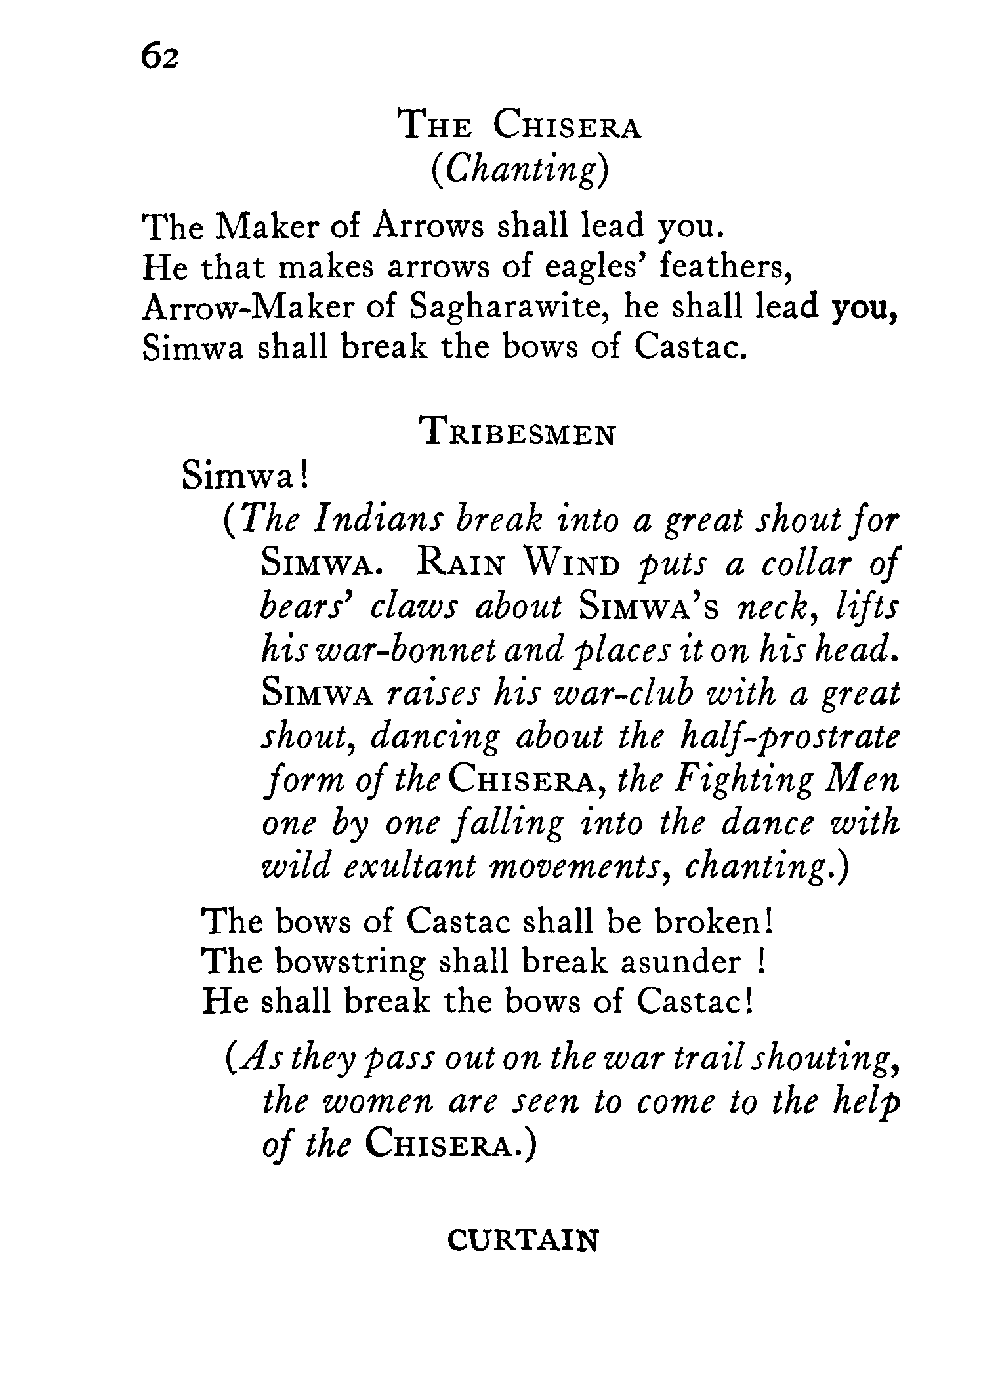 62
The Chisera
(Chanting)
The Maker of Arrows shall lead you.
He that makes arrows of eagles' feathers,
Arrow-Maker of Sagharawite, he shall lead you,
Simwa shall break the bows of Castac.
Tribesmen
Simwa!
(The Indians break into a great shout for
Simwa. Rain Wind puts a collar of
bears' claws about Simwa's neck, lifts
his war-bonnet and places it on his head.
Simwa raises his war-club with a great
shout, dancing about the half-prostrate
form of the Chisera, the Fighting Men
one by one falling into the dance with
wild exultant movements, chanting.)
The bows of Castac shall be broken!
The bowstring shall break asunder !
He shall break the bows of Castac!
(As they pass out on the war trail shouting,
the women are seen to come to the help
of the Chisera.)
CURTAIN